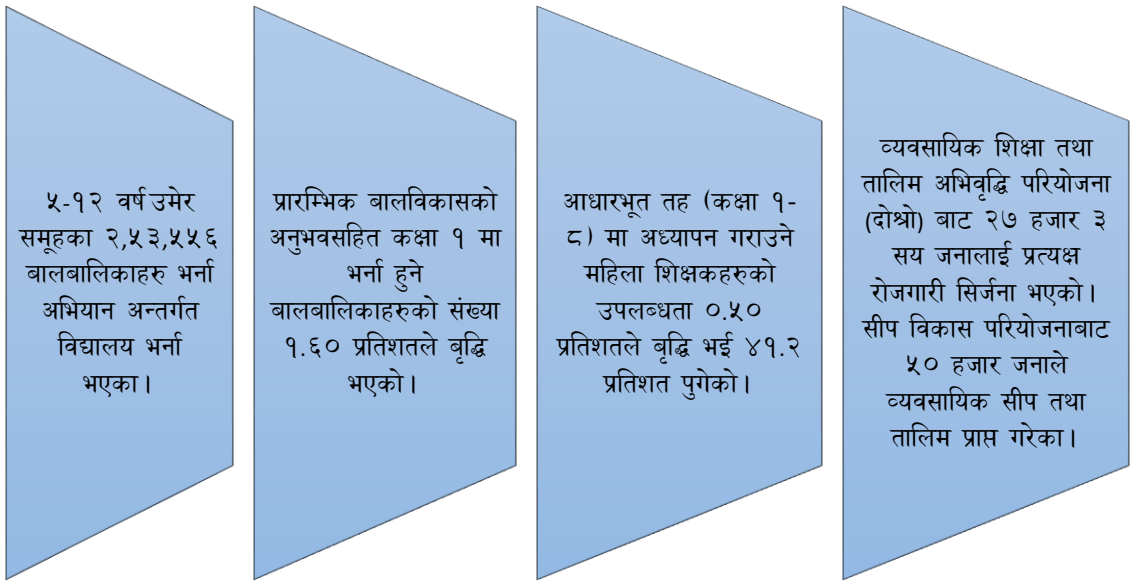 ५-१२ वर्ष उमेर
समूहका २,५३,५५६
बालबालिकाहरु भर्ना
अभियान अन्तर्गत
विद्यालय भर्ना
भएका।
प्रारम्भिक बालविकासको
अनुभवसहित कक्षा १ मा
भर्ना हुने
बालबालिकाहरुको संख्या
१.६० प्रतिशतले बृद्धि
भएको।
आधारभूत तह (कक्षा १-
८) मा अध्यापन गराउने
महिला शिक्षकहरुको
उपलब्धता ०.५०
प्रतिशतले बृद्धि भई ४१.२
प्रतिशत पुगेको।
व्यवसायिक शिक्षा तथा
तालिम अभिवृद्धि परियोजना
(दोश्रो) बाट २७ हजार ३
सय जनालाई प्रत्यक्ष
रोजगारी सिर्जना भएको।
सीप विकास परियोजनाबाट
५० हजार जनाले
व्यवसायिक सीप तथा
तालिम प्राप्त गरेका।